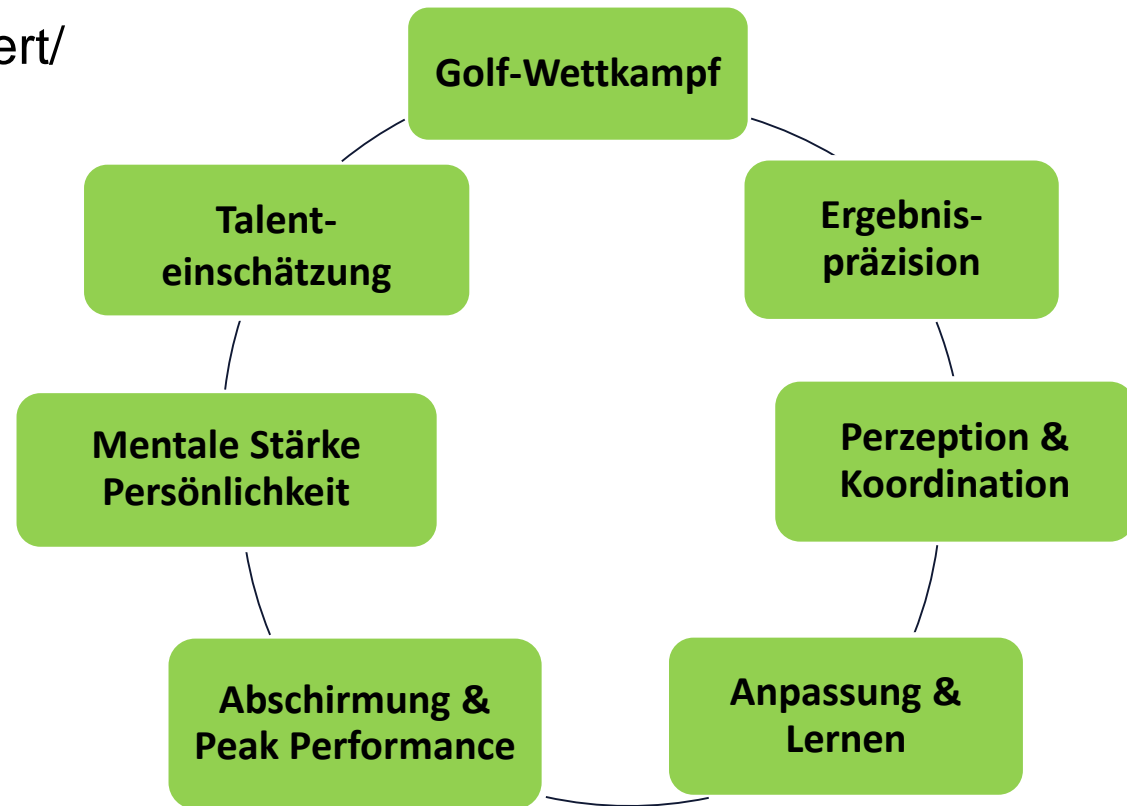 ert/
Golf-Wettkampf
Ergebnis-
präzision
Perzeption &
Koordination
Anpassung &
Lernen
Abschirmung &
Peak Performance
Mentale Stärke
Persönlichkeit
Talent-
einschätzung